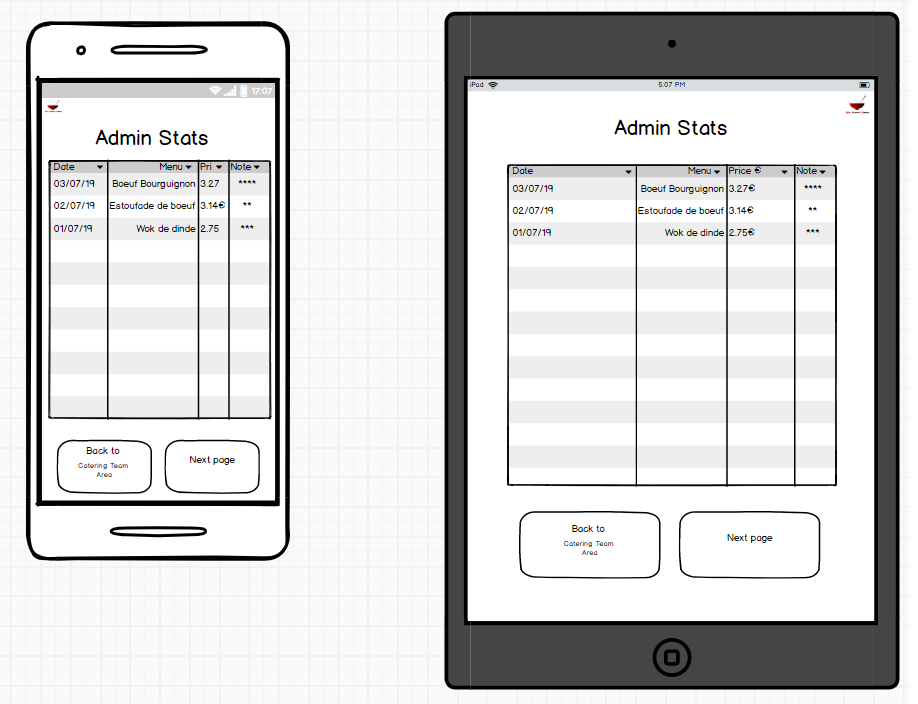 17:07
Admin Stats
Date Menu Pri Note
03/07/19 Boeuf Bourguignon 3.27 ****
02/07/19 Estoufade de boeuf 3.14€ **
01/07/19 Wok de dinde 2.75 ***
Back to
Catering Team
Area
Next page
iPad 5:07 PM
Admin Stats
Date Menu Price € Note
03/07/19 Boeuf Bourguignon 3.27€ ****
02/07/19 Estoufade de boeuf 3.14€ **
01/07/19 Wok de dinde 2.75€ ***
Back to
Catering Team
Area
Next page